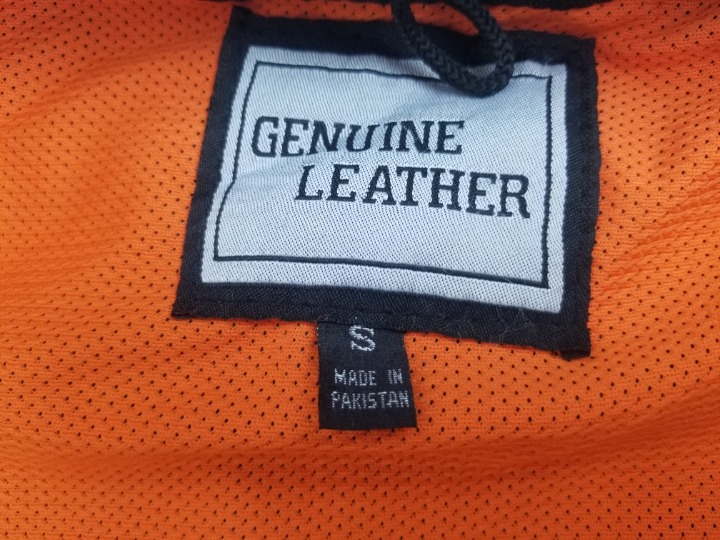 GENUINE
LEATHER
S
MADE IN
PAKISTAN